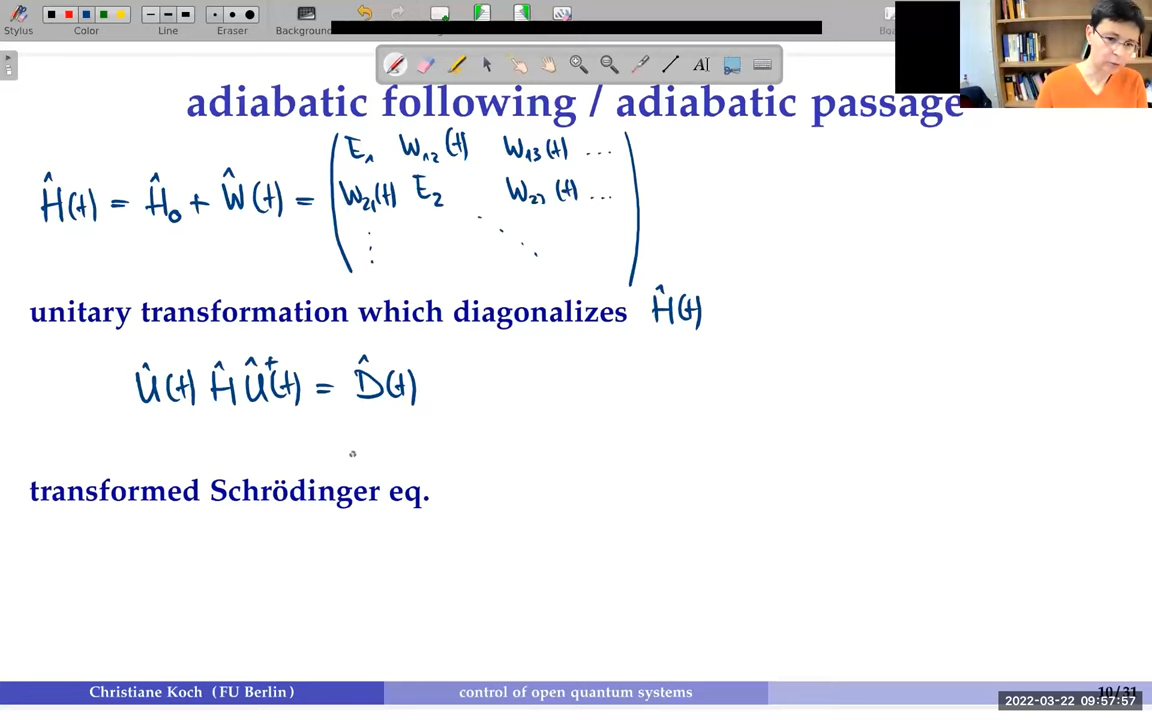 Stylus Color Line Eraser Background
adiabatic following / adiabatic passage
Ĥ(t) = Ĥ₀ + Ŵ(t) = ( E₁ W₁₂(t) W₁₃(t) ...
W₂₁(t) E₂ W₂₃(t) ...
⋮ ⋱ )
unitary transformation which diagonalizes Ĥ(t)
Û(t) Ĥ Û⁺(t) = D̂(t)
transformed Schrödinger eq.
Christiane Koch (FU Berlin) control of open quantum systems 10/31
2022-03-22 09:57:57